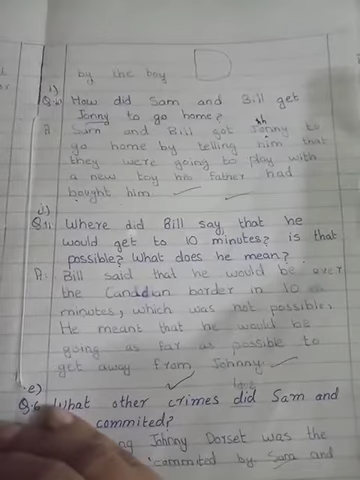 by the boy
i)
Q. How did Sam and Bill get
Jonny to go home?
A Sam and Bill got Johnny to
go home by telling him that
they were going to play with
a new toy his father had
bought him
j)
Q. Where did Bill say that he
would get to 10 minutes? is that
possible? What does he mean?
A. Bill said that he would be over
the Canadian border in 10
minutes, which was not possible.
He meant that he would be
going as far as possible to
get away from Johnny.
e)
Q.6 What other crimes did Sam and
commited?
Johnny Dorset was the
commited by Sam and